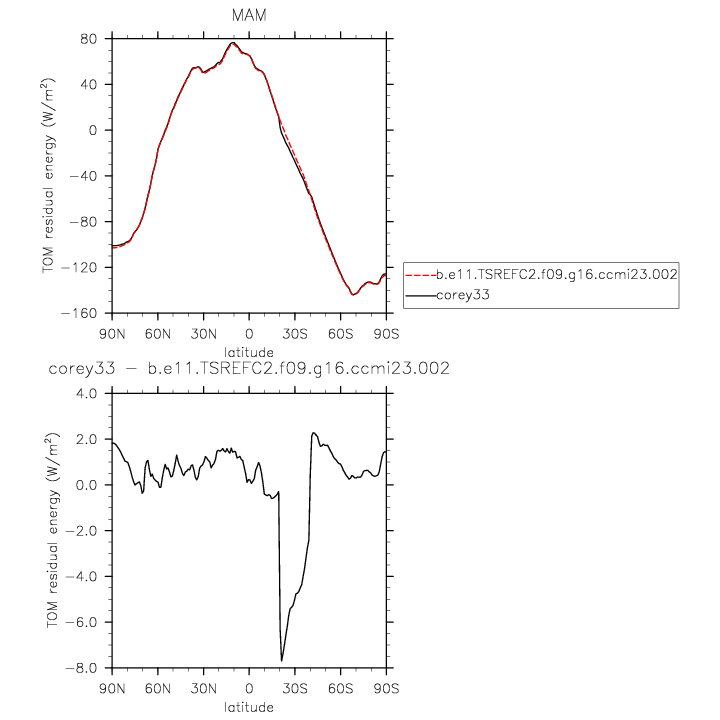 MAM
TOM residual energy (W/m²)
80
40
0
−40
−80
−120
−160
90N 60N 30N 0 30S 60S 90S
latitude
b.e11.TSREFC2.f09.g16.ccmi23.002
corey33
corey33 − b.e11.TSREFC2.f09.g16.ccmi23.002
TOM residual energy (W/m²)
4.0
2.0
0.0
−2.0
−4.0
−6.0
−8.0
90N 60N 30N 0 30S 60S 90S
latitude